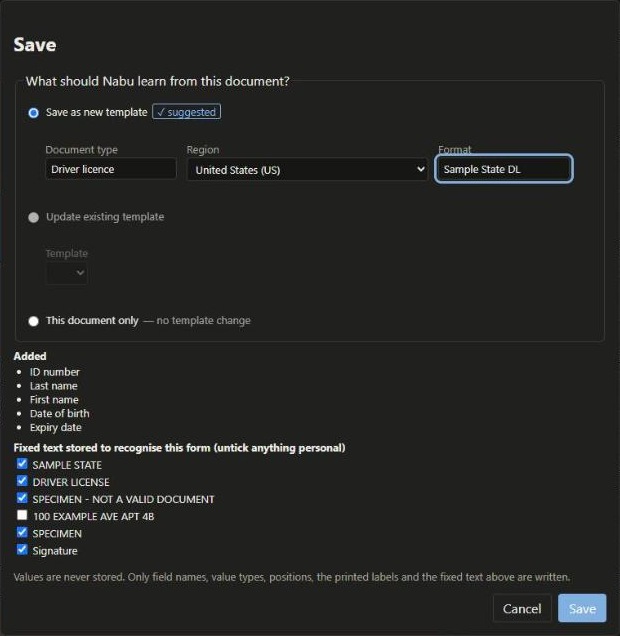 Save
What should Nabu learn from this document?
Save as new template ✓ suggested
Document type Region Format
Driver licence United States (US) Sample State DL
Update existing template
Template
This document only — no template change
Added
• ID number
• Last name
• First name
• Date of birth
• Expiry date
Fixed text stored to recognise this form (untick anything personal)
SAMPLE STATE
DRIVER LICENSE
SPECIMEN - NOT A VALID DOCUMENT
100 EXAMPLE AVE APT 4B
SPECIMEN
Signature
Values are never stored. Only field names, value types, positions, the printed labels and the fixed text above are written.
Cancel Save